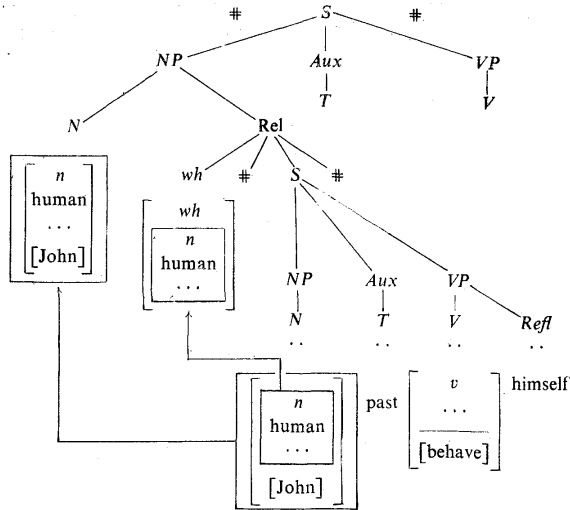 # S #
NP Aux VP
T V
N Rel
n wh # S #
human wh
... n
[John] human
...
NP Aux VP
N T V Refl
.. .. .. ..
n past v himself
human ...
... [behave]
[John]